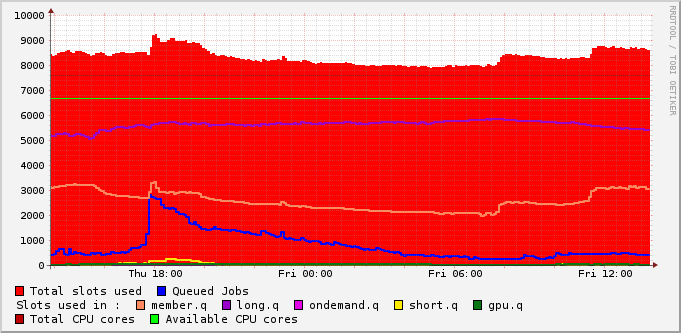 10000
9000
8000
7000
6000
5000
4000
3000
2000
1000
0
Thu 18:00 Fri 00:00 Fri 06:00 Fri 12:00
RRDTOOL / TOBI OETIKER
Total slots used Queued Jobs
Slots used in : member.q long.q ondemand.q short.q gpu.q
Total CPU cores Available CPU cores